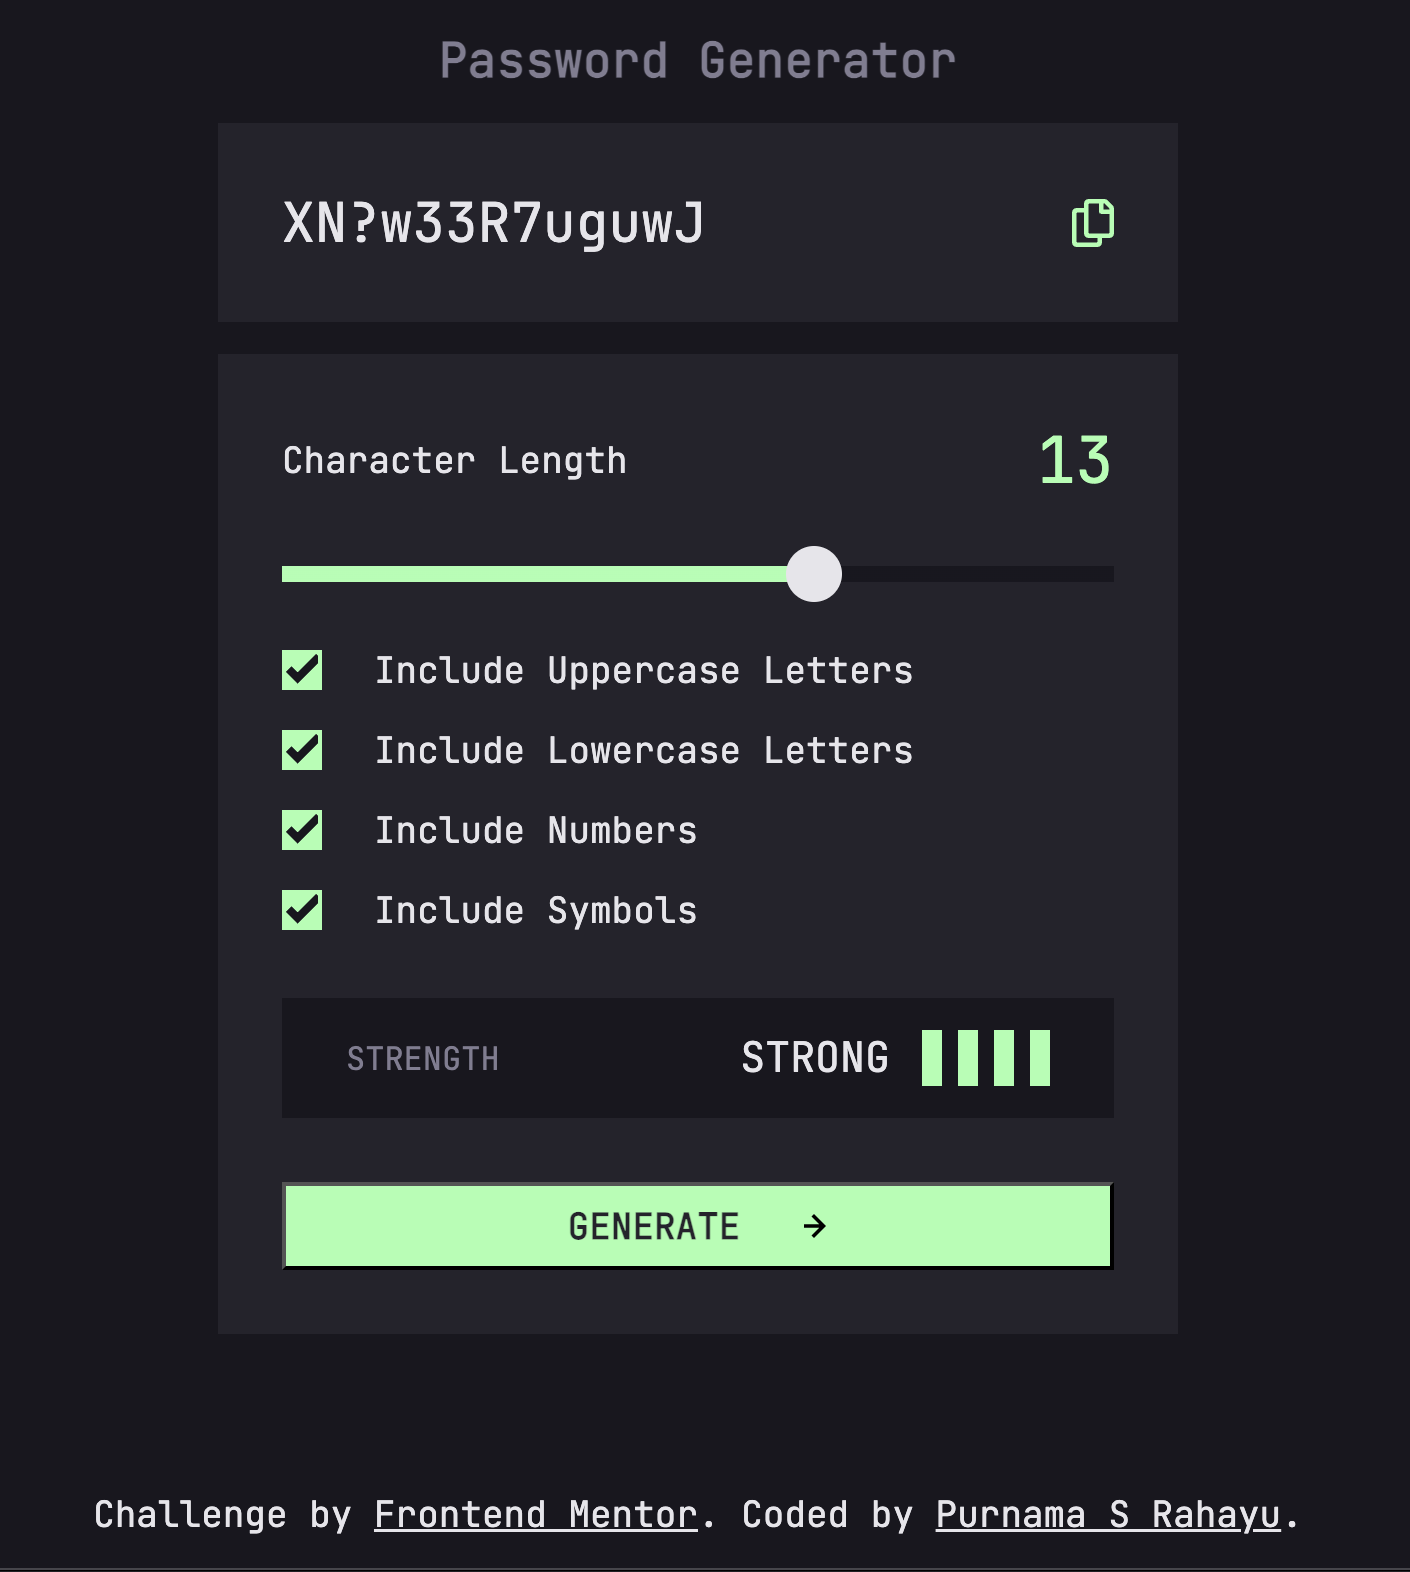 Password Generator
XN?w33R7uguwJ
Character Length 13
Include Uppercase Letters
Include Lowercase Letters
Include Numbers
Include Symbols
STRENGTH STRONG
GENERATE →
Challenge by Frontend Mentor. Coded by Purnama S Rahayu.